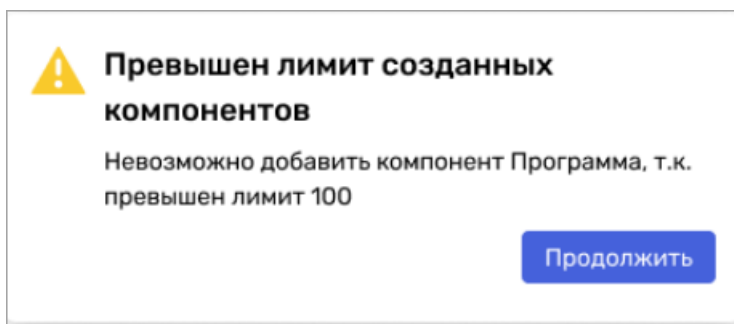 Превышен лимит созданных
компонентов
Невозможно добавить компонент Программа, т.к.
превышен лимит 100
Продолжить